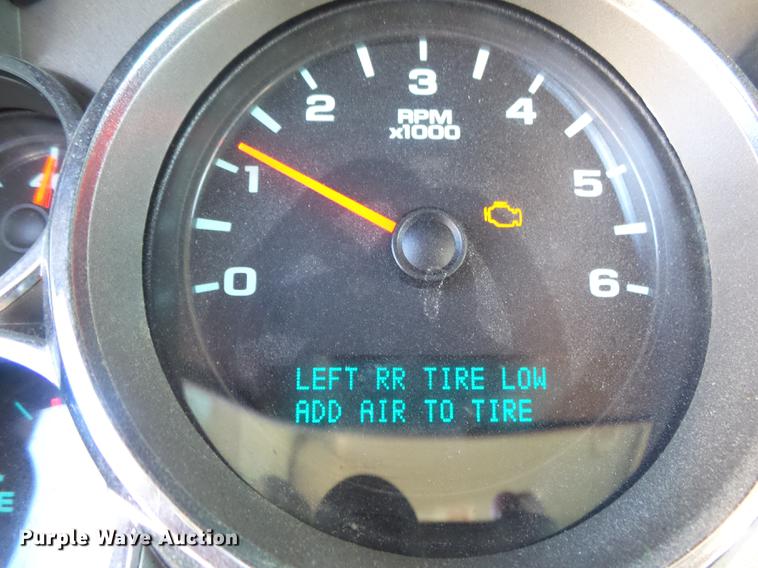 3
2
4
RPM
x1000
1
5
0
6
LEFT RR TIRE LOW
ADD AIR TO TIRE
Purple Wave Auction